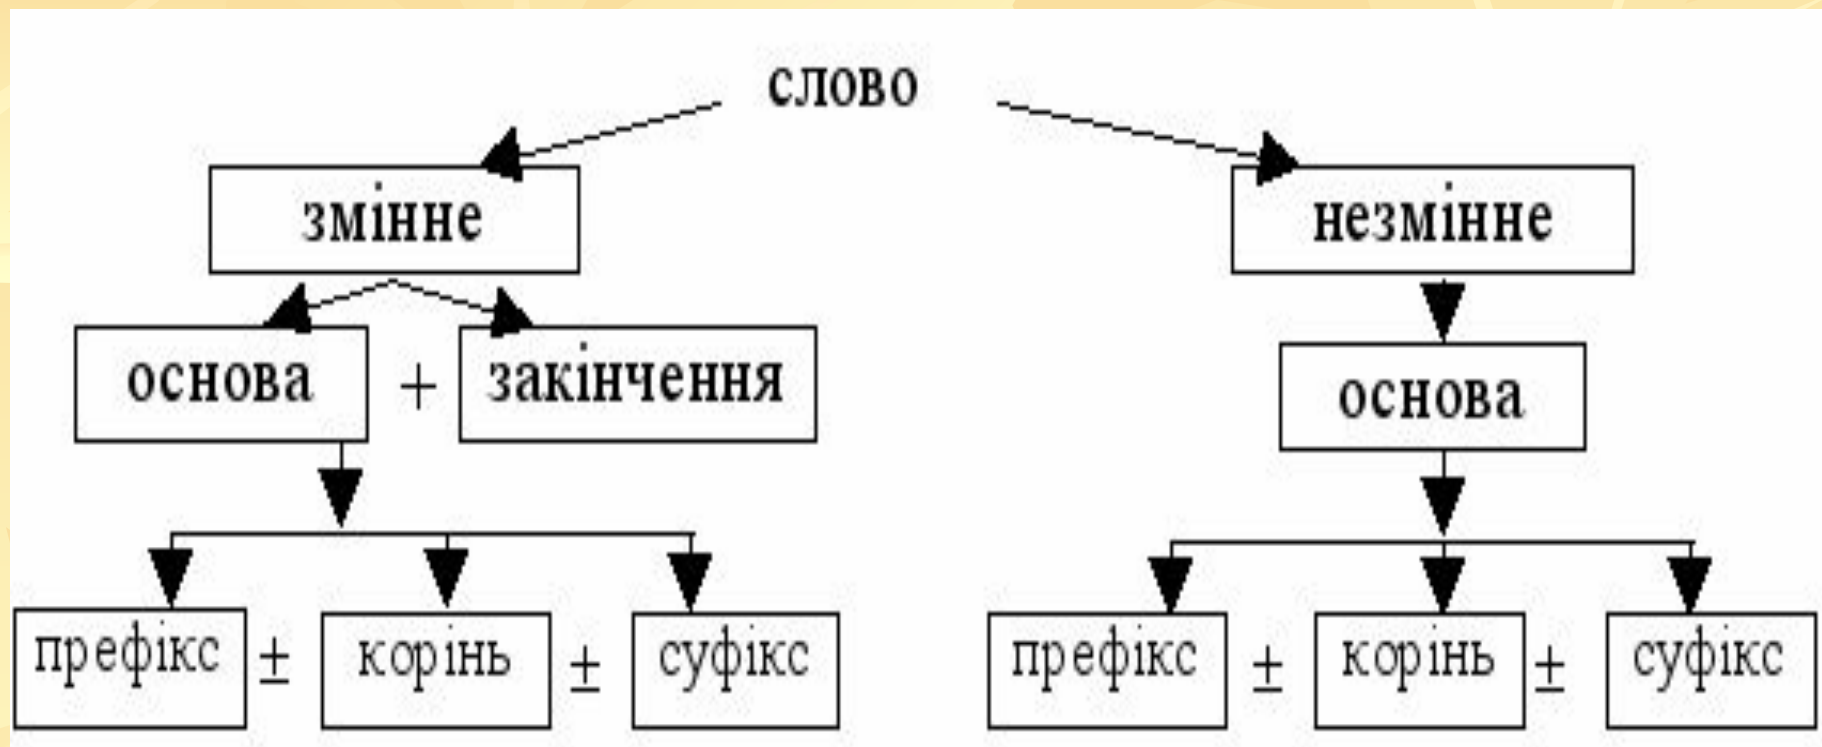 слово
змінне
незмінне
основа + закінчення
основа
префікс ± корінь ± суфікс
префікс ± корінь ± суфікс